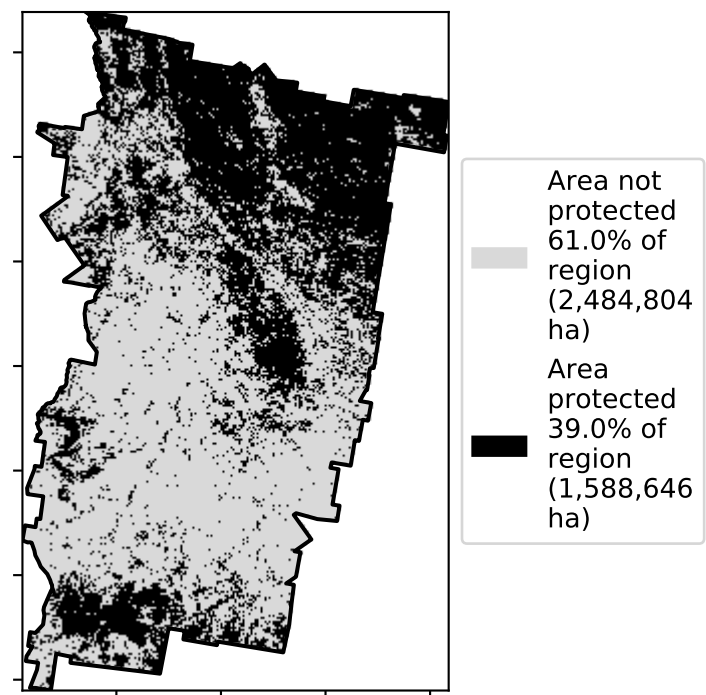 Area not
protected
61.0% of
region
(2,484,804
ha)
Area
protected
39.0% of
region
(1,588,646
ha)